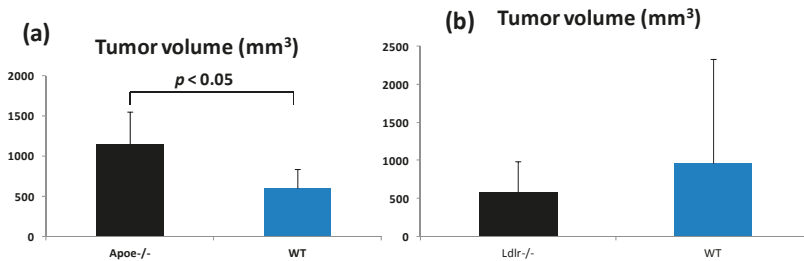 (a)
Tumor volume (mm³)
p < 0.05
2000
1500
1000
500
0
Apoe-/-
WT
(b)
Tumor volume (mm³)
2500
2000
1500
1000
500
0
Ldlr-/-
WT